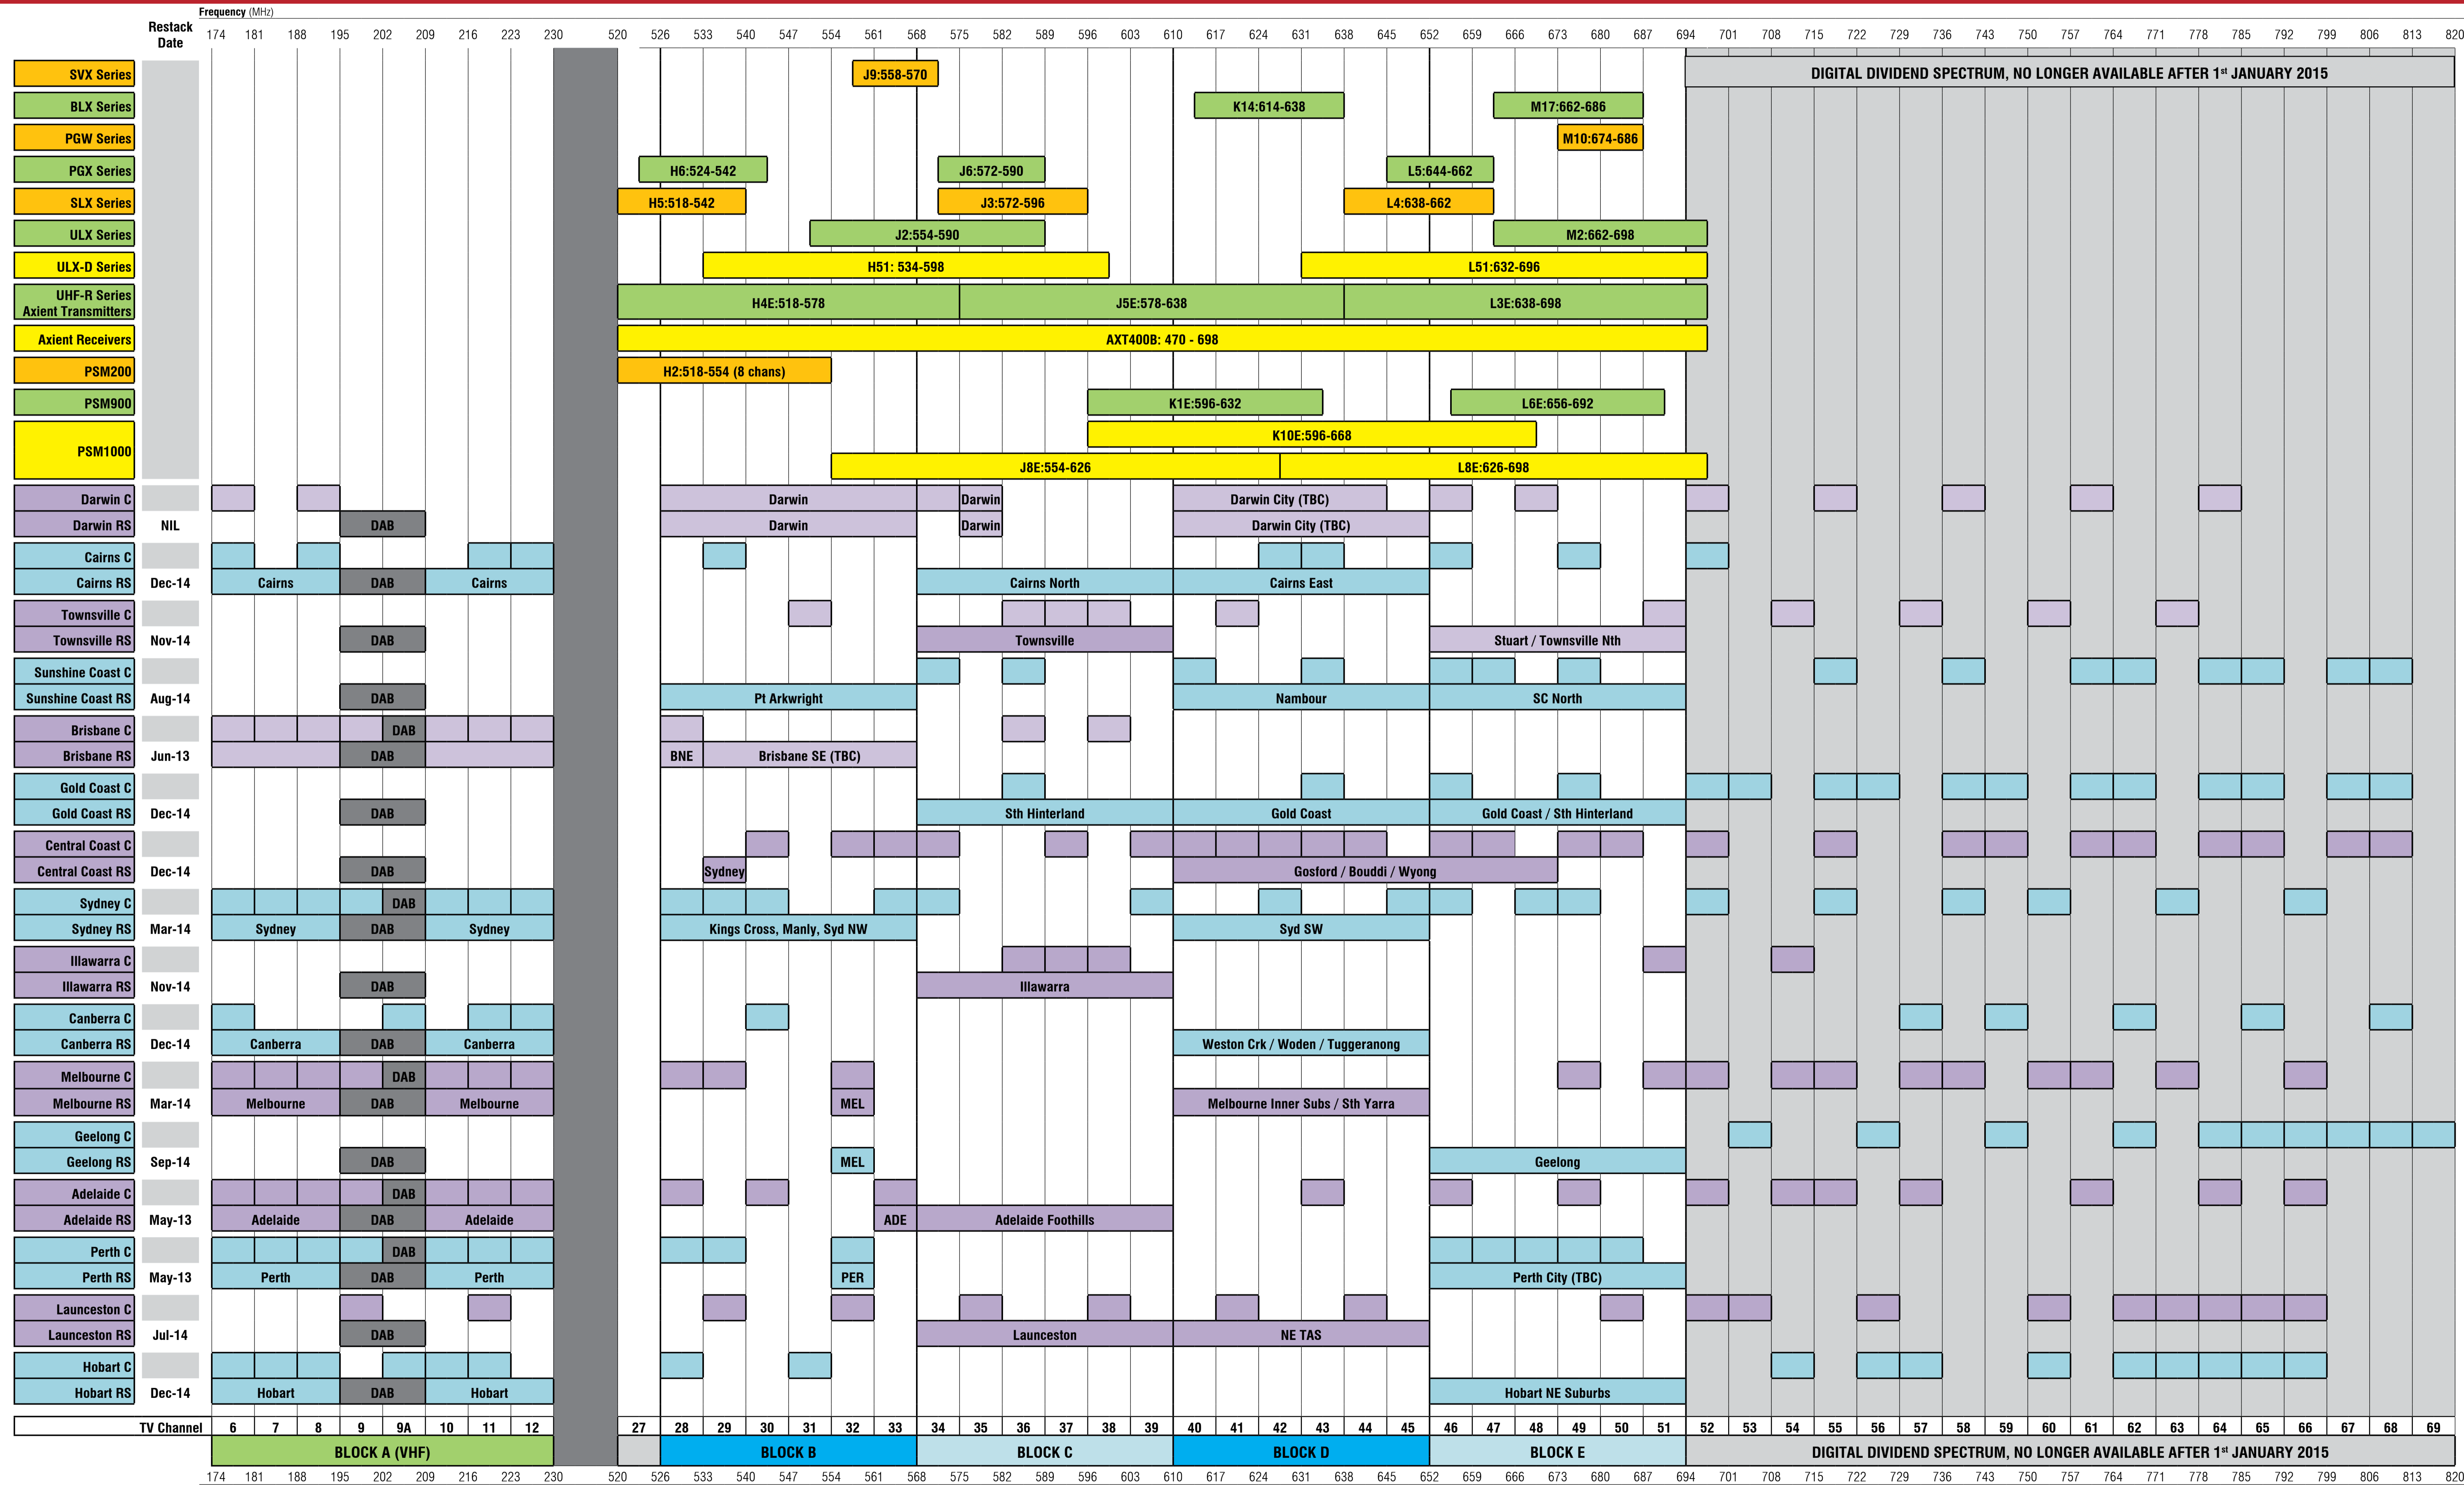 Frequency (MHz)
Restack
Date
174 181 188 195 202 209 216 223 230 520 526 533 540 547 554 561 568 575 582 589 596 603 610 617 624 631 638 645 652 659 666 673 680 687 694 701 708 715 722 729 736 743 750 757 764 771 778 785 792 799 806 813 820
SVX Series J9:558-570 DIGITAL DIVIDEND SPECTRUM, NO LONGER AVAILABLE AFTER 1st JANUARY 2015
BLX Series K14:614-638 M17:662-686
PGW Series M10:674-686
PGX Series H6:524-542 J6:572-590 L5:644-662
SLX Series H5:518-542 J3:572-596 L4:638-662
ULX Series J2:554-590 M2:662-698
ULX-D Series H51: 534-598 L51:632-696
UHF-R Series
Axient Transmitters H4E:518-578 J5E:578-638 L3E:638-698
Axient Receivers AXT400B: 470 - 698
PSM200 H2:518-554 (8 chans)
PSM900 K1E:596-632 L6E:656-692
PSM1000 K10E:596-668
J8E:554-626 L8E:626-698
Darwin C Darwin Darwin Darwin City (TBC)
Darwin RS NIL DAB Darwin Darwin Darwin City (TBC)
Cairns C
Cairns RS Dec-14 Cairns DAB Cairns Cairns North Cairns East
Townsville C
Townsville RS Nov-14 DAB Townsville Stuart / Townsville Nth
Sunshine Coast C
Sunshine Coast RS Aug-14 DAB Pt Arkwright Nambour SC North
Brisbane C DAB
Brisbane RS Jun-13 DAB BNE Brisbane SE (TBC)
Gold Coast C
Gold Coast RS Dec-14 DAB Sth Hinterland Gold Coast Gold Coast / Sth Hinterland
Central Coast C
Central Coast RS Dec-14 DAB Sydney Gosford / Bouddi / Wyong
Sydney C DAB
Sydney RS Mar-14 Sydney DAB Sydney Kings Cross, Manly, Syd NW Syd SW
Illawarra C
Illawarra RS Nov-14 DAB Illawarra
Canberra C
Canberra RS Dec-14 Canberra DAB Canberra Weston Crk / Woden / Tuggeranong
Melbourne C DAB
Melbourne RS Mar-14 Melbourne DAB Melbourne MEL Melbourne Inner Subs / Sth Yarra
Geelong C
Geelong RS Sep-14 DAB MEL Geelong
Adelaide C DAB
Adelaide RS May-13 Adelaide DAB Adelaide ADE Adelaide Foothills
Perth C DAB
Perth RS May-13 Perth DAB Perth PER Perth City (TBC)
Launceston C
Launceston RS Jul-14 DAB Launceston NE TAS
Hobart C
Hobart RS Dec-14 Hobart DAB Hobart Hobart NE Suburbs
TV Channel 6 7 8 9 9A 10 11 12 27 28 29 30 31 32 33 34 35 36 37 38 39 40 41 42 43 44 45 46 47 48 49 50 51 52 53 54 55 56 57 58 59 60 61 62 63 64 65 66 67 68 69
BLOCK A (VHF) BLOCK B BLOCK C BLOCK D BLOCK E DIGITAL DIVIDEND SPECTRUM, NO LONGER AVAILABLE AFTER 1st JANUARY 2015
174 181 188 195 202 209 216 223 230 520 526 533 540 547 554 561 568 575 582 589 596 603 610 617 624 631 638 645 652 659 666 673 680 687 694 701 708 715 722 729 736 743 750 757 764 771 778 785 792 799 806 813 820